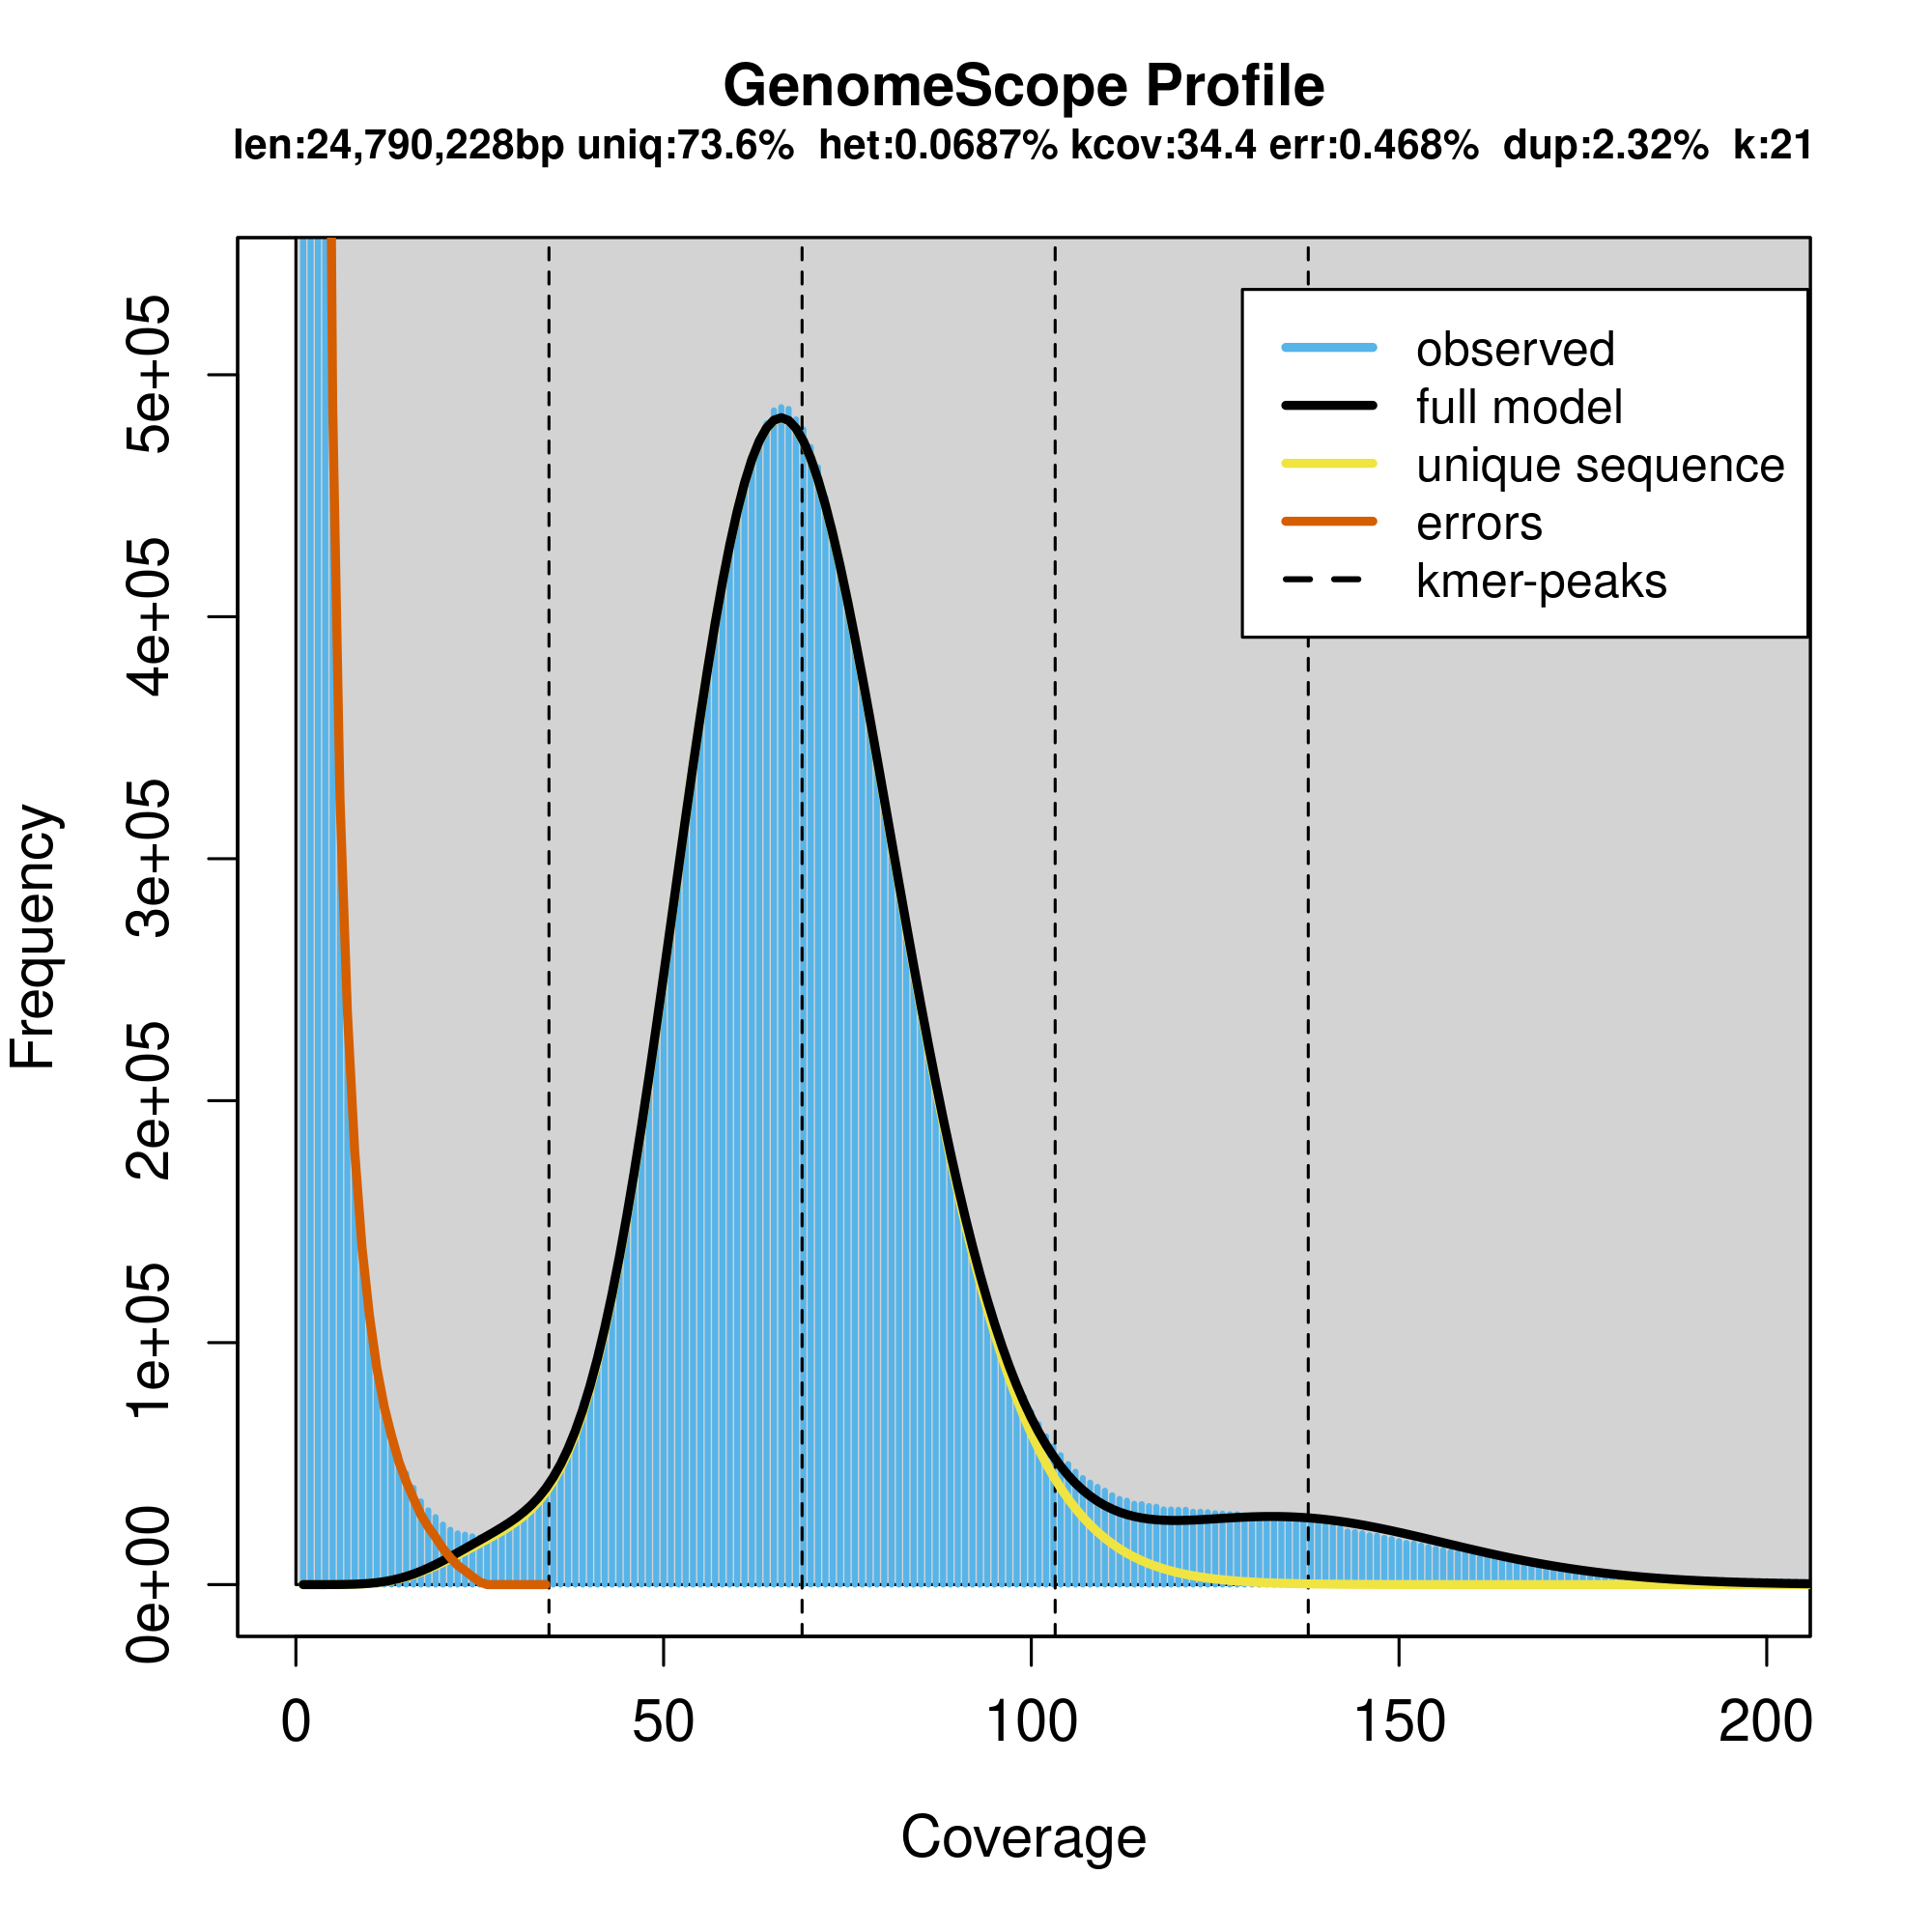 GenomeScope Profile
len:24,790,228bp uniq:73.6% het:0.0687% kcov:34.4 err:0.468% dup:2.32% k:21
observed
full model
unique sequence
errors
kmer-peaks
Frequency
5e+05
4e+05
3e+05
2e+05
1e+05
0e+00
0 50 100 150 200
Coverage